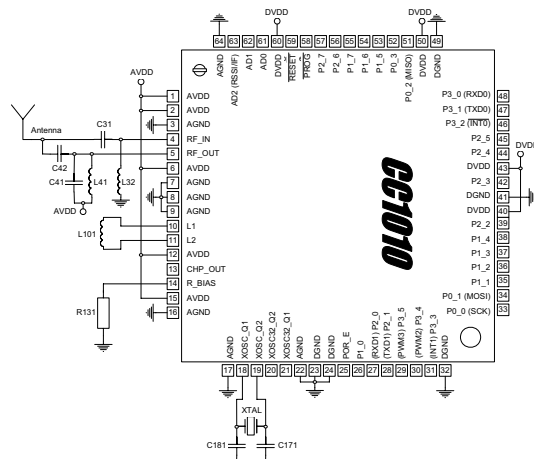 DVDD
DVDD
64 63 62 61 60 59 58 57 56 55 54 53 52 51 50 49
AGND
AD2 (RSSI/IF)
AD1
AD0
DVDD
RESET
PROG
P2_7
P2_6
P1_7
P1_6
P1_5
P0_3
P0_2 (MISO)
DVDD
DGND
AVDD
1 AVDD
2 AVDD
3 AGND
4 RF_IN
5 RF_OUT
6 AVDD
7 AGND
8 AGND
9 AGND
10 L1
11 L2
12 AVDD
13 CHP_OUT
14 R_BIAS
15 AVDD
16 AGND
Antenna
C31
C42
C41
L41
L32
AVDD
L101
R131
CC1010
P3_0 (RXD0) 48
P3_1 (TXD0) 47
P3_2 (INT0) 46
P2_5 45
P2_4 44
DVDD 43
P2_3 42
DGND 41
DVDD 40
P2_2 39
P1_4 38
P1_3 37
P1_2 36
P1_1 35
P0_1 (MOSI) 34
P0_0 (SCK) 33
AGND
XOSC_Q1
XOSC_Q2
XOSC32_Q2
XOSC32_Q1
AGND
DGND
DGND
POR_E
P1_0
(RXD1) P2_0
(TXD1) P2_1
(PWM3) P3_5
(PWM2) P3_4
(INT1) P3_3
DGND
17 18 19 20 21 22 23 24 25 26 27 28 29 30 31 32
XTAL
C181
C171